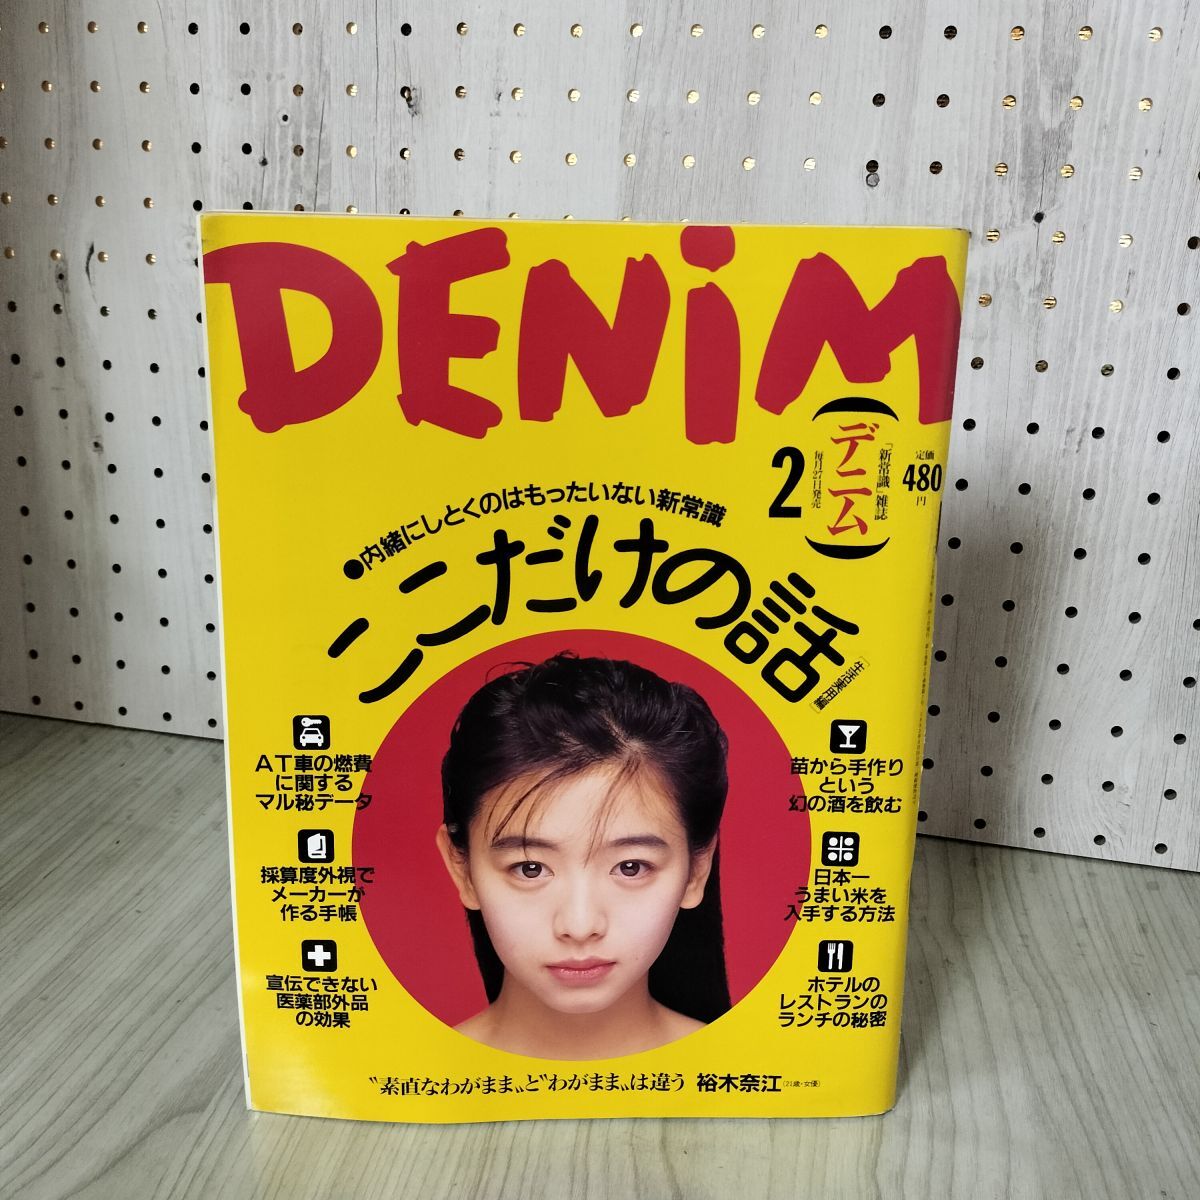 DENiM
2
毎月27日発売
(デニム)
「新常識」雑誌
定価
480
円
●内緒にしとくのはもったいない新常識
ここだけの話
[生活実用編]
AT車の燃費
に関する
マル秘データ
採算度外視で
メーカーが
作る手帳
宣伝できない
医薬部外品
の効果
苗から手作り
という
幻の酒を飲む
日本一
うまい米を
入手する方法
ホテルの
レストランの
ランチの秘密
〝素直なわがまま〟と〝わがまま〟は違う 裕木奈江(21歳・女優)